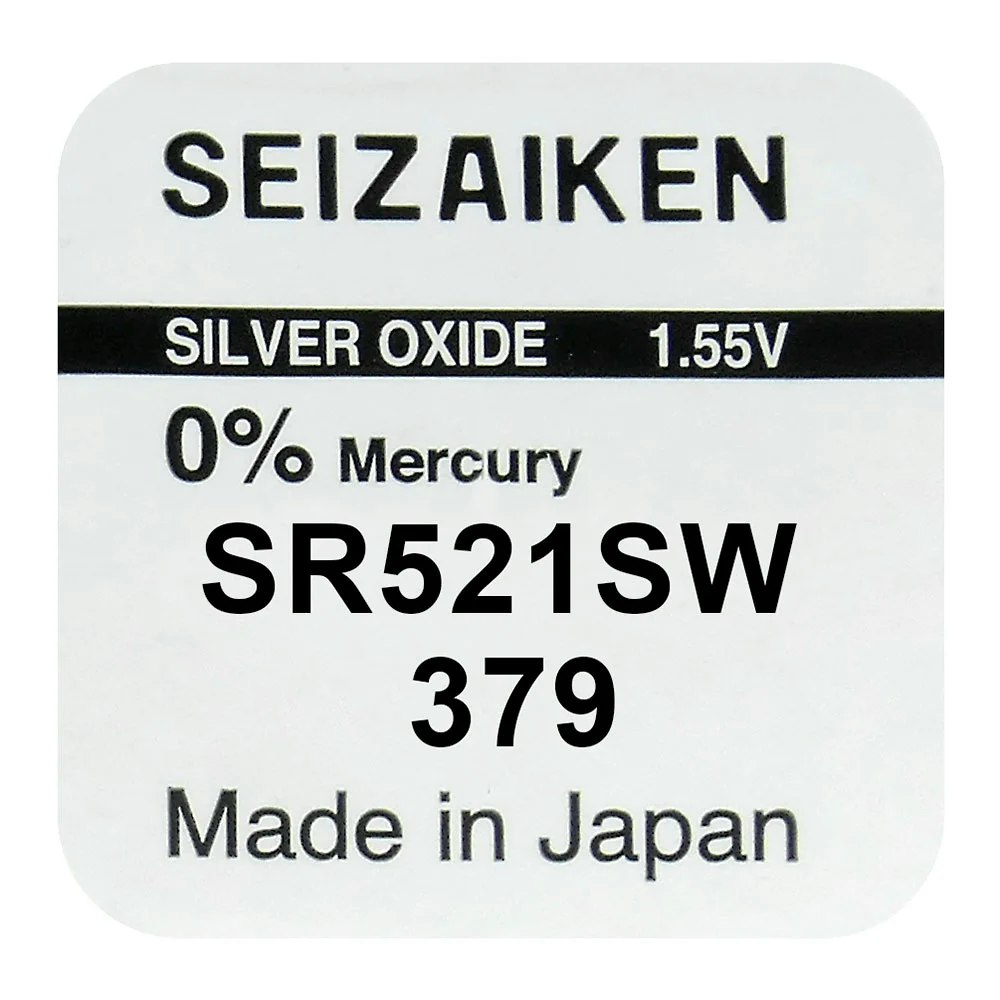 SEIZAIKEN
SILVER OXIDE 1.55V
0% Mercury
SR521SW
379
Made in Japan